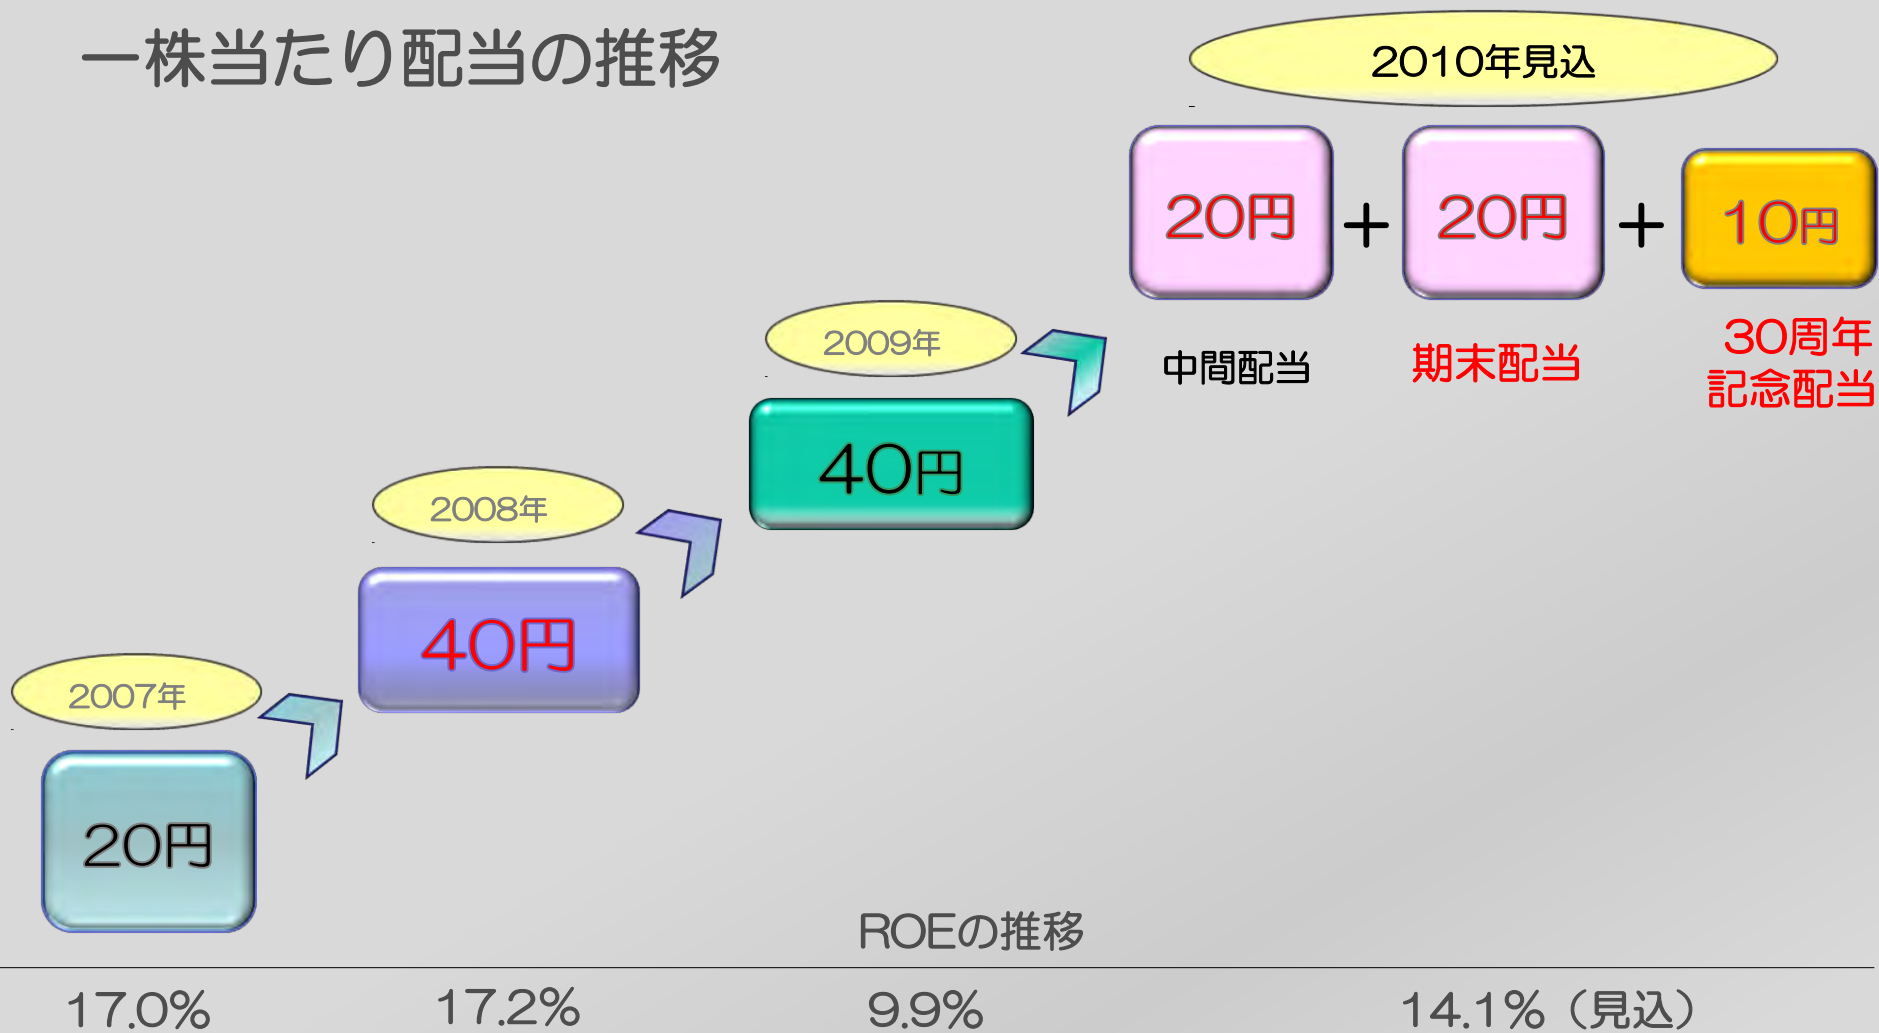 一株当たり配当の推移
2010年見込
20円 + 20円 + 10円
中間配当
期末配当
30周年
記念配当
2009年
40円
2008年
40円
2007年
20円
ROEの推移
17.0%
17.2%
9.9%
14.1%（見込）